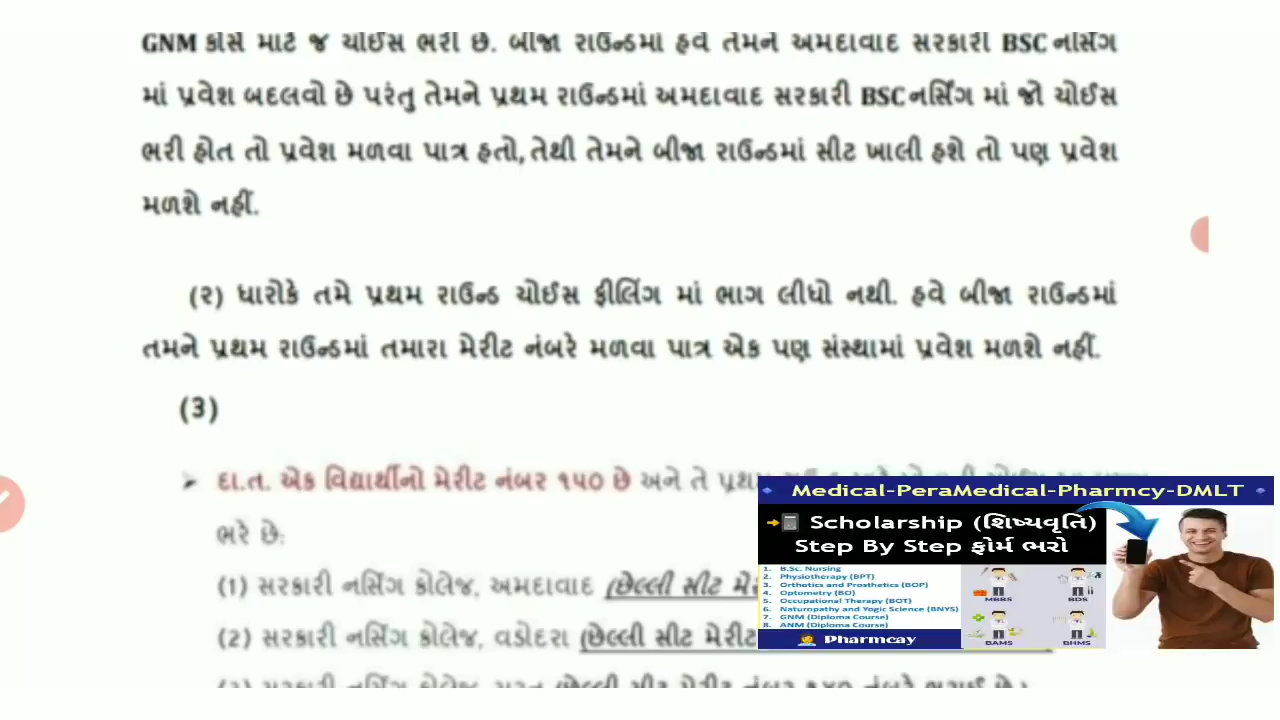 GNM કોર્સ માટે જ ચોઈસ ભરી છે. બીજા રાઉન્ડમાં હવે તેમને અમદાવાદ સરકારી BSC નર્સિંગ
માં પ્રવેશ બદલવો છે પરંતુ તેમને પ્રથમ રાઉન્ડમાં અમદાવાદ સરકારી BSC નર્સિંગ માં જો ચોઈસ
ભરી હોત તો પ્રવેશ મળવા પાત્ર હતો, તેથી તેમને બીજા રાઉન્ડમાં સીટ ખાલી હશે તો પણ પ્રવેશ
મળશે નહીં.
(ર) ધારોકે તમે પ્રથમ રાઉન્ડ ચોઈસ ફીલિંગ માં ભાગ લીધો નથી. હવે બીજા રાઉન્ડમાં
તમને પ્રથમ રાઉન્ડમાં તમારા મેરીટ નંબરે મળવા પાત્ર એક પણ સંસ્થામાં પ્રવેશ મળશે નહીં.
(3)
➢ દા.ત. એક વિદ્યાર્થીનો મેરીટ નંબર ૧૫૦ છે અને તે પ્રથમ
ભરે છે:
(1) સરકારી નર્સિંગ કોલેજ, અમદાવાદ (છેલ્લી સીટ
(2) સરકારી નર્સિંગ કોલેજ, વડોદરા (છેલ્લી સીટ મેરીટ
Medical-PeraMedical-Pharmcy-DMLT
Scholarship (શિષ્યવૃતિ)
Step By Step ફોર્મ ભરો
1. B.Sc. Nursing
2. Physiotherapy (BPT)
3. Orthotics and Prosthetics (BOP)
4. Optometry (BO)
5. Occupational Therapy (BOT)
6. Naturopathy and Yogic Science (BNYS)
7. GNM (Diploma Course)
8. ANM (Diploma Course)
Pharmcay
MBBS
BDS
BAMS
BHMS